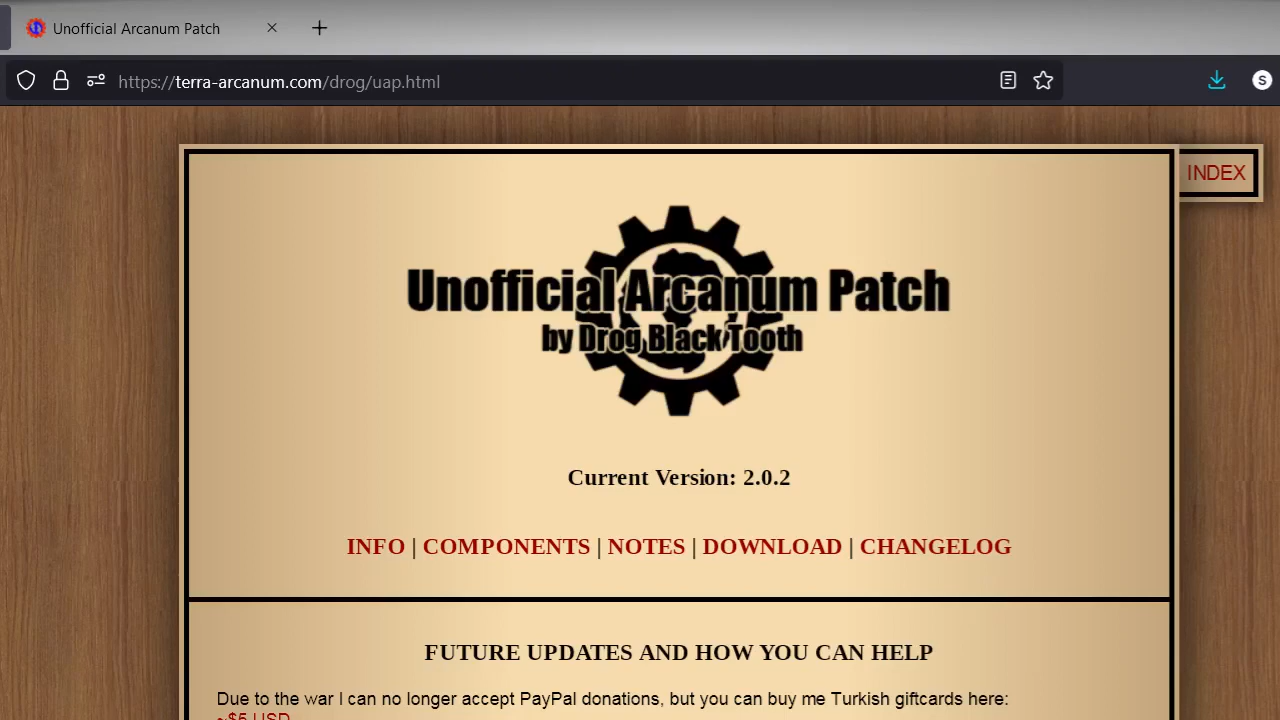 Unofficial Arcanum Patch
https://terra-arcanum.com/drog/uap.html
S
INDEX
Unofficial Arcanum Patch
by Drog Black Tooth
Current Version: 2.0.2
INFO | COMPONENTS | NOTES | DOWNLOAD | CHANGELOG
FUTURE UPDATES AND HOW YOU CAN HELP
Due to the war I can no longer accept PayPal donations, but you can buy me Turkish giftcards here:
~$5 USD